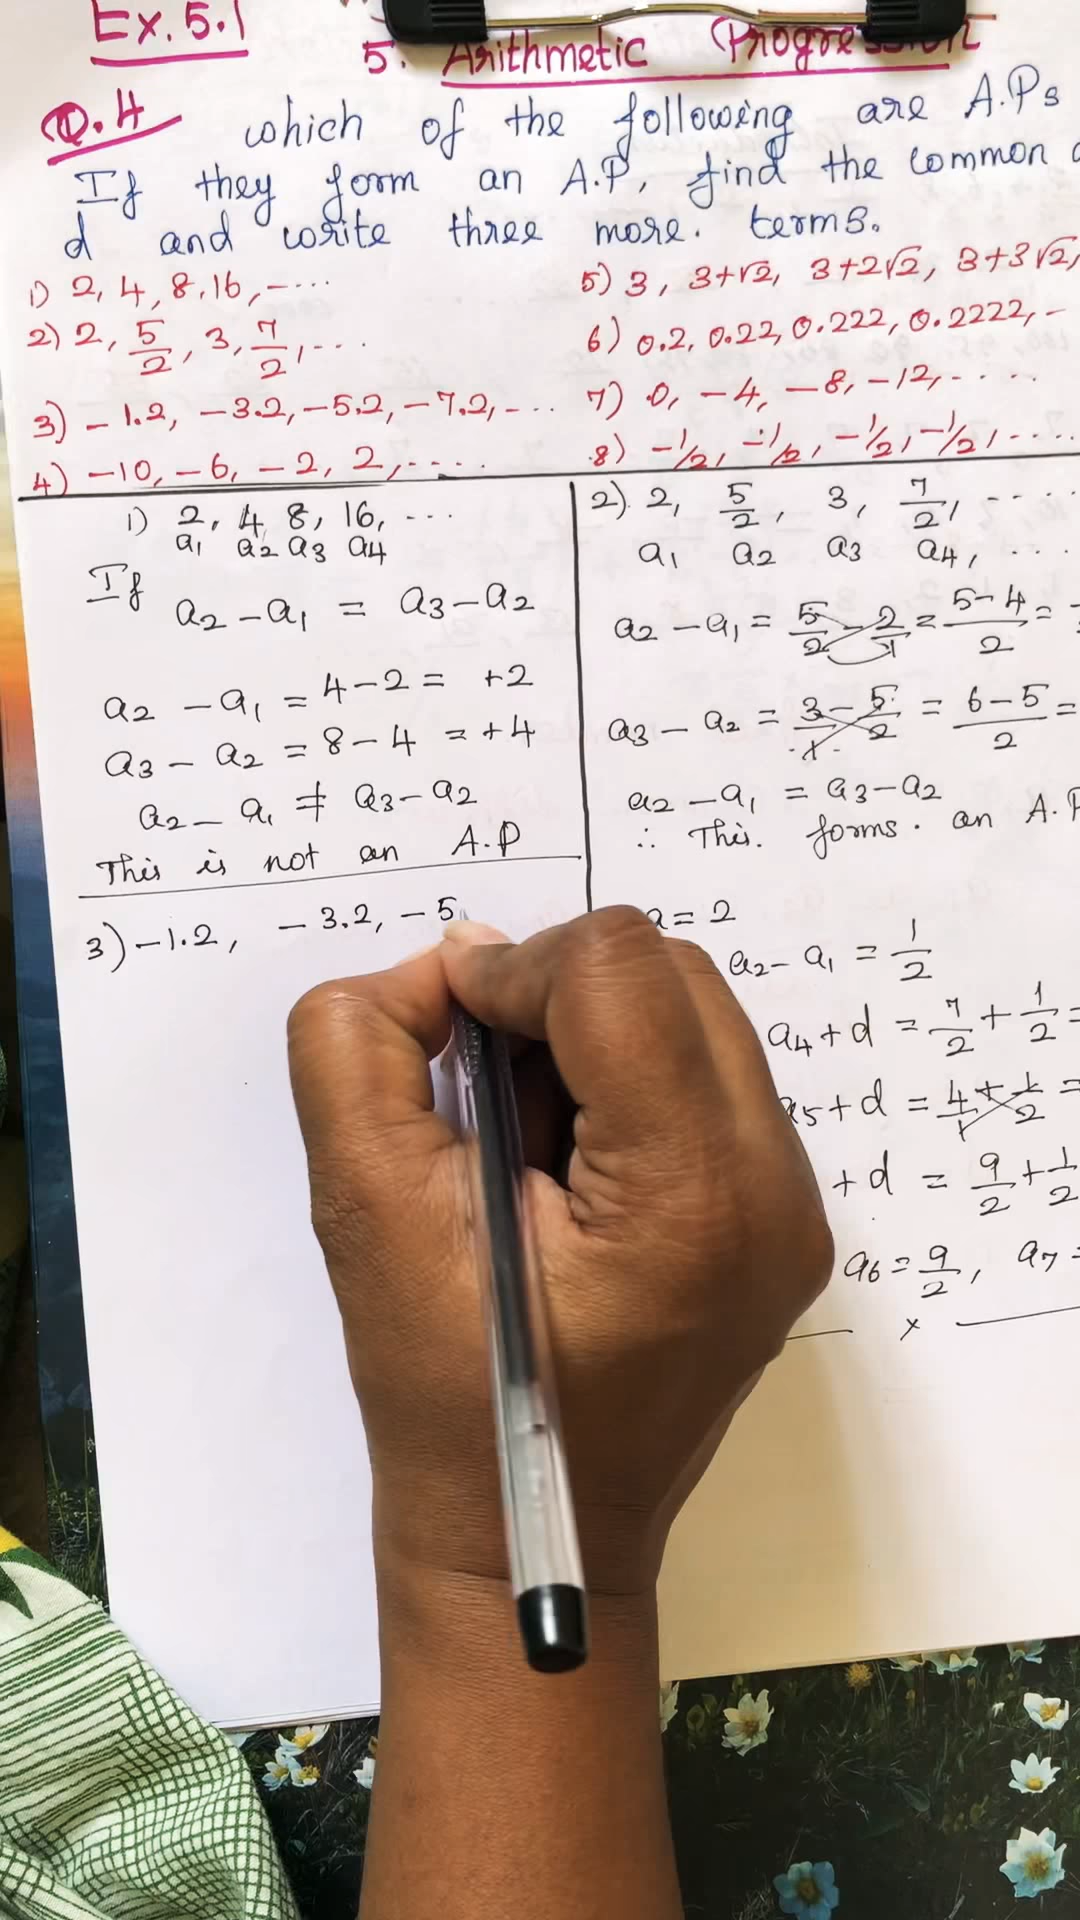 Ex. 5.1
5. Arithmetic Progression
Q.4 which of the following are A.Ps
If they form an A.P, find the common
d and write three more. terms.
1) 2, 4, 8, 16, ----
2) 2, 5/2, 3, 7/2, ...
3) -1.2, -3.2, -5.2, -7.2, -...
4) -10, -6, -2, 2, ....
5) 3, 3+√2, 3+2√2, 3+3√2,
6) 0.2, 0.22, 0.222, 0.2222, -
7) 0, -4, -8, -12, ....
8) -1/2, -1/2, -1/2, -1/2, ....
1) 2, 4, 8, 16, ...
a1 a2 a3 a4
If
a2 - a1 = a3 - a2
a2 - a1 = 4-2 = +2
a3 - a2 = 8-4 = +4
a2 - a1 ≠ a3 - a2
This is not an A.P
3) -1.2, -3.2, -5
2). 2, 5/2, 3, 7/2, ....
a1 a2 a3 a4, ...
a2 - a1 = 5/2 - 2/1 = 5-4/2 =
a3 - a2 = 3/1 - 5/2 = 6-5/2 =
a2 - a1 = a3 - a2
∴ This. forms. an A.P
a = 2
a2 - a1 = 1/2
a4 + d = 7/2 + 1/2 =
a5 + d = 4/1 + 1/2 =
+ d = 9/2 + 1/2
a6 = 9/2, a7 =
x